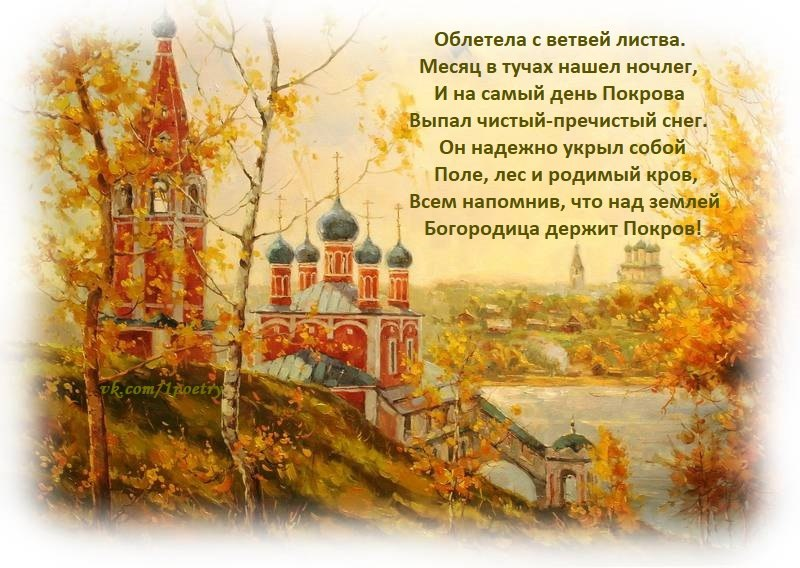 Облетела с ветвей листва.
Месяц в тучах нашел ночлег,
И на самый день Покрова
Выпал чистый-пречистый снег.
Он надежно укрыл собой
Поле, лес и родимый кров,
Всем напомнив, что над землей
Богородица держит Покров!
vk.com/1poetry